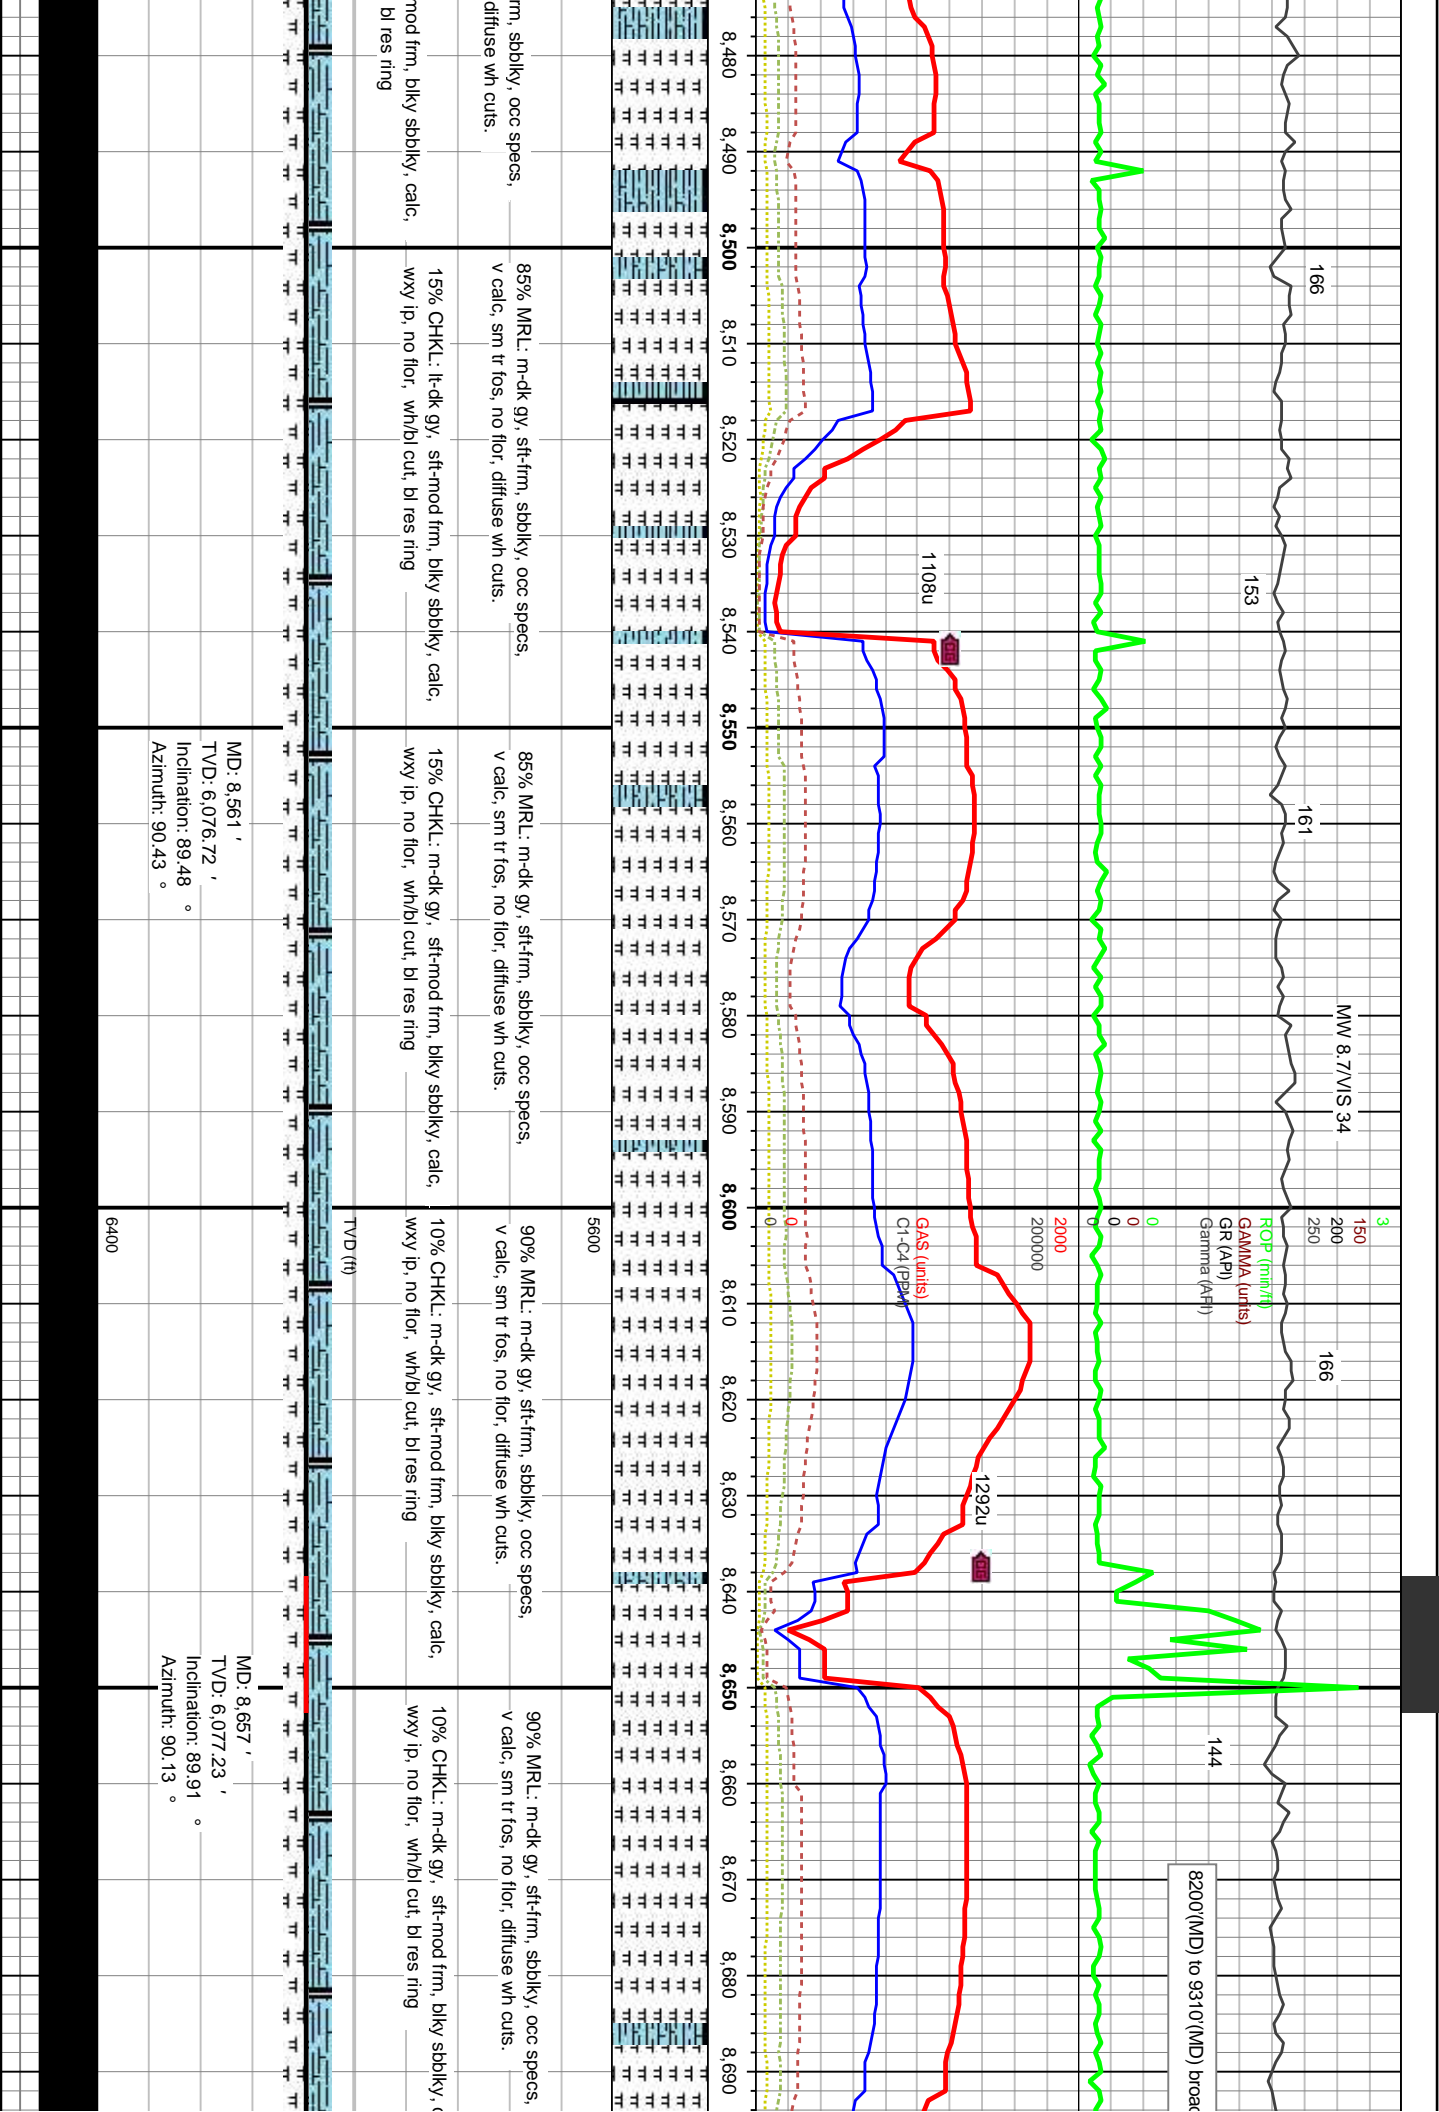 166
153
161
MW 8.7/VIS 34
166
144
8200'(MD) to 9310'(MD) broad
3
150
200
250
ROP (min/ft)
GAMMA (units)
GR (API)
Gamma (API)
0
0
0
0
2000
200000
GAS (units)
C1-C4 (PPM)
0
0
1108u
1292u
8,480
8,490
8,500
8,510
8,520
8,530
8,540
8,550
8,560
8,570
8,580
8,590
8,600
8,610
8,620
8,630
8,640
8,650
8,660
8,670
8,680
8,690
rm, sbblky, occ specs,
diffuse wh cuts.
mod frm, blky sbblky, calc,
bl res ring
85% MRL: m-dk gy, sft-frm, sbblky, occ specs,
v calc, sm tr fos, no flor, diffuse wh cuts.
15% CHKL: lt-dk gy, sft-mod frm, blky sbblky, calc,
wxy ip, no flor, wh/bl cut, bl res ring
85% MRL: m-dk gy, sft-frm, sbblky, occ specs,
v calc, sm tr fos, no flor, diffuse wh cuts.
15% CHKL: m-dk gy, sft-mod frm, blky sbblky, calc,
wxy ip, no flor, wh/bl cut, bl res ring
90% MRL: m-dk gy, sft-frm, sbblky, occ specs,
v calc, sm tr fos, no flor, diffuse wh cuts.
10% CHKL: m-dk gy, sft-mod frm, blky sbblky, calc,
wxy ip, no flor, wh/bl cut, bl res ring
90% MRL: m-dk gy, sft-frm, sbblky, occ specs,
v calc, sm tr fos, no flor, diffuse wh cuts.
10% CHKL: m-dk gy, sft-mod frm, blky sbblky, c
wxy ip, no flor, wh/bl cut, bl res ring
5600
TVD (ft)
6400
MD: 8,561 '
TVD: 6,076.72 '
Inclination: 89.48 °
Azimuth: 90.43 °
MD: 8,657 '
TVD: 6,077.23 '
Inclination: 89.91 °
Azimuth: 90.13 °